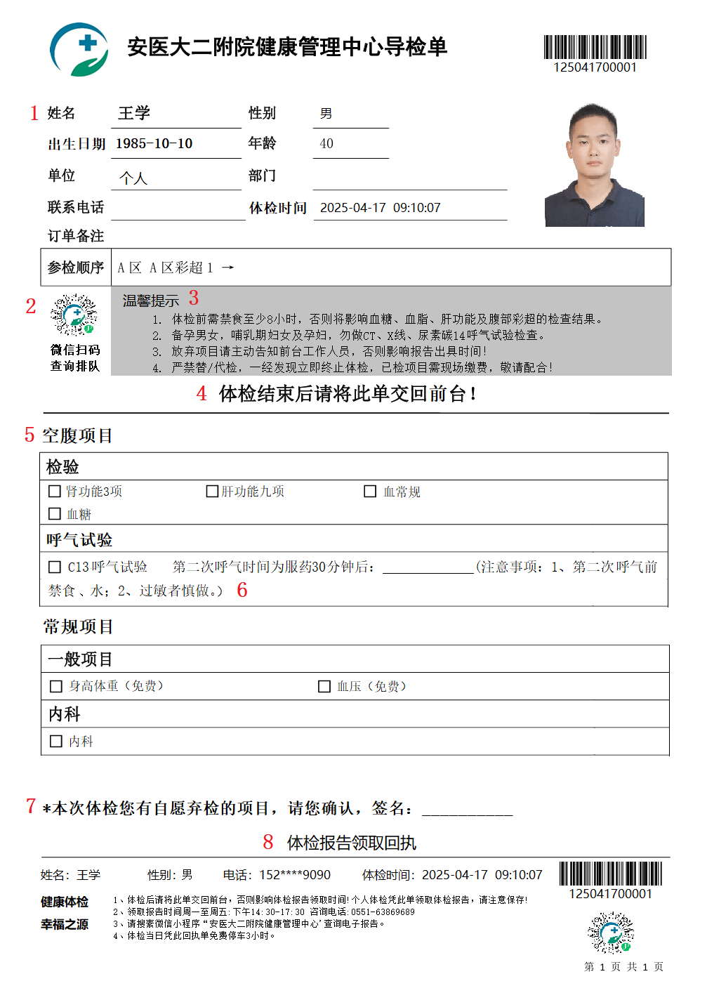 安医大二附院健康管理中心导检单
125041700001
1 姓名 王学 性别 男
出生日期 1985-10-10 年龄 40
单位 个人 部门
联系电话 体检时间 2025-04-17 09:10:07
订单备注
参检顺序 A区 A区彩超1 →
2 微信扫码
查询排队
温馨提示 3
1. 体检前需禁食至少8小时，否则将影响血糖、血脂、肝功能及腹部彩超的检查结果。
2. 备孕男女，哺乳期妇女及孕妇，勿做CT、X线、尿素碳14呼气试验检查。
3. 放弃项目请主动告知前台工作人员，否则影响报告出具时间！
4. 严禁替/代检，一经发现立即终止体检，已检项目需现场缴费，敬请配合！
4 体检结束后请将此单交回前台！
5 空腹项目
检验
□ 肾功能3项 □ 肝功能九项 □ 血常规
□ 血糖
呼气试验
□ C13呼气试验 第二次呼气时间为服药30分钟后：_____________(注意事项：1、第二次呼气前
禁食、水；2、过敏者慎做。） 6
常规项目
一般项目
□ 身高体重（免费） □ 血压（免费）
内科
□ 内科
7 *本次体检您有自愿弃检的项目，请您确认，签名：__________
8 体检报告领取回执
姓名：王学 性别：男 电话：152****9090 体检时间：2025-04-17 09:10:07
125041700001
健康体检
幸福之源
1、体检后请将此单交回前台，否则影响体检报告领取时间！个人体检凭此单领取体检报告，请注意保存！
2、领取报告时间周一至周五:下午14:30-17:30 咨询电话:0551-63869689
3、请搜素微信小程序“安医大二附院健康管理中心'查询电子报告。
4、体检当日凭此回执单免费停车3小时。
第 1 页 共 1 页